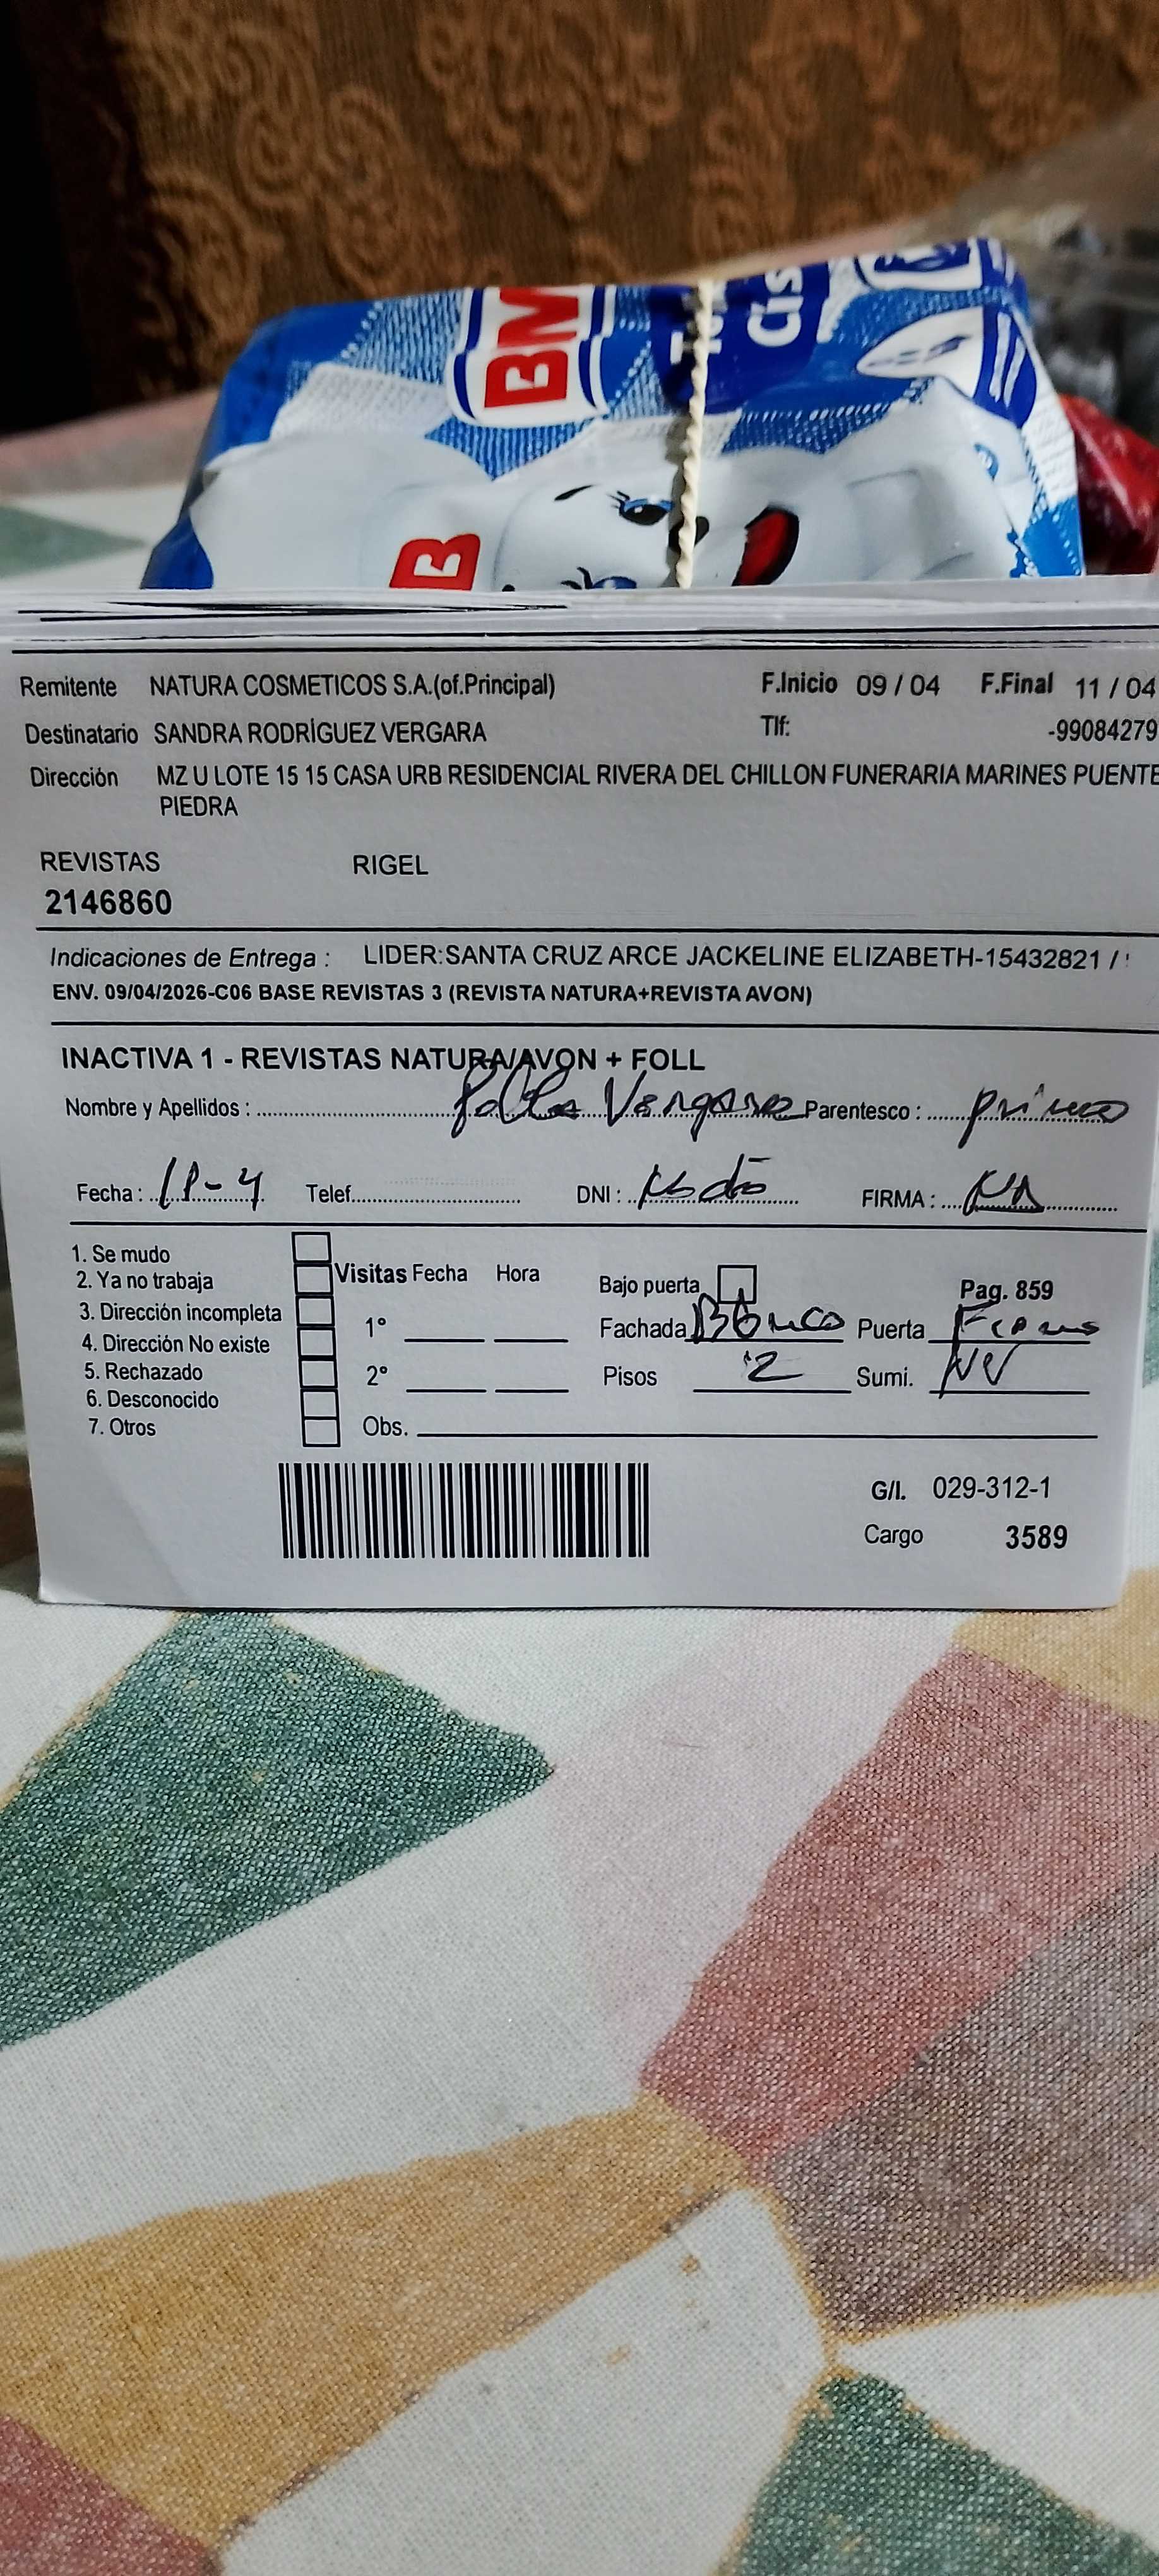 BM
B
Remitente NATURA COSMETICOS S.A.(of.Principal) F.Inicio 09 / 04 F.Final 11 / 04
Destinatario SANDRA RODRÍGUEZ VERGARA Tlf: -99084279
Dirección MZ U LOTE 15 15 CASA URB RESIDENCIAL RIVERA DEL CHILLON FUNERARIA MARINES PUENTE
PIEDRA
REVISTAS RIGEL
2146860
Indicaciones de Entrega : LIDER:SANTA CRUZ ARCE JACKELINE ELIZABETH-15432821 /
ENV. 09/04/2026-C06 BASE REVISTAS 3 (REVISTA NATURA+REVISTA AVON)
INACTIVA 1 - REVISTAS NATURA/AVON + FOLL
Nombre y Apellidos : Vergara Parentesco : primo
Fecha : Telef. DNI : FIRMA :
1. Se mudo
2. Ya no trabaja Visitas Fecha Hora Bajo puerta Pag. 859
3. Dirección incompleta
4. Dirección No existe 1° Fachada Blanco Puerta
5. Rechazado 2° Pisos 2 Sumi.
6. Desconocido
7. Otros Obs.
G/I. 029-312-1
Cargo 3589